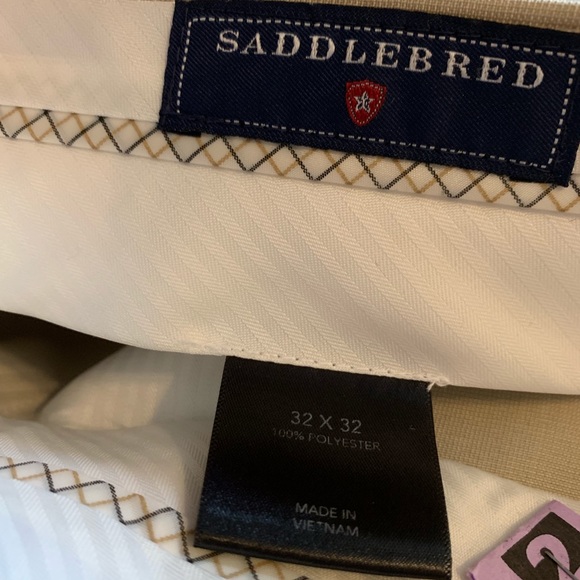 SADDLEBRED
32 X 32
100% POLYESTER
MADE IN
VIETNAM